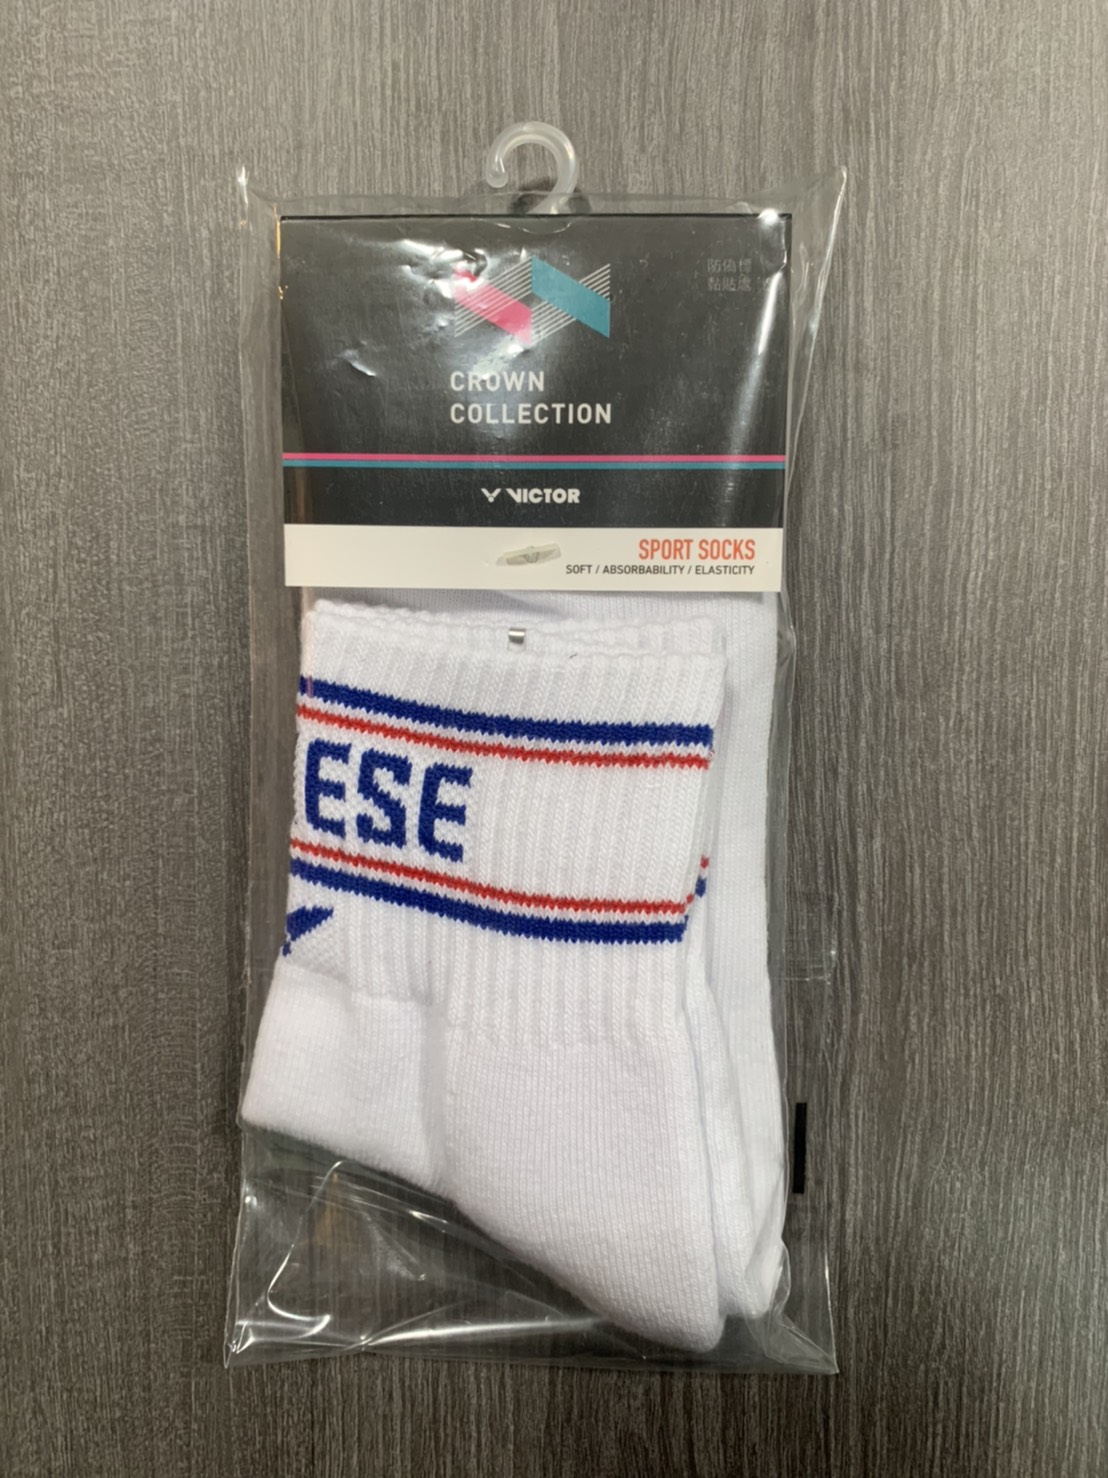 防偽標
黏貼處
CROWN
COLLECTION
VICTOR
SPORT SOCKS
SOFT / ABSORBABILITY / ELASTICITY
ESE